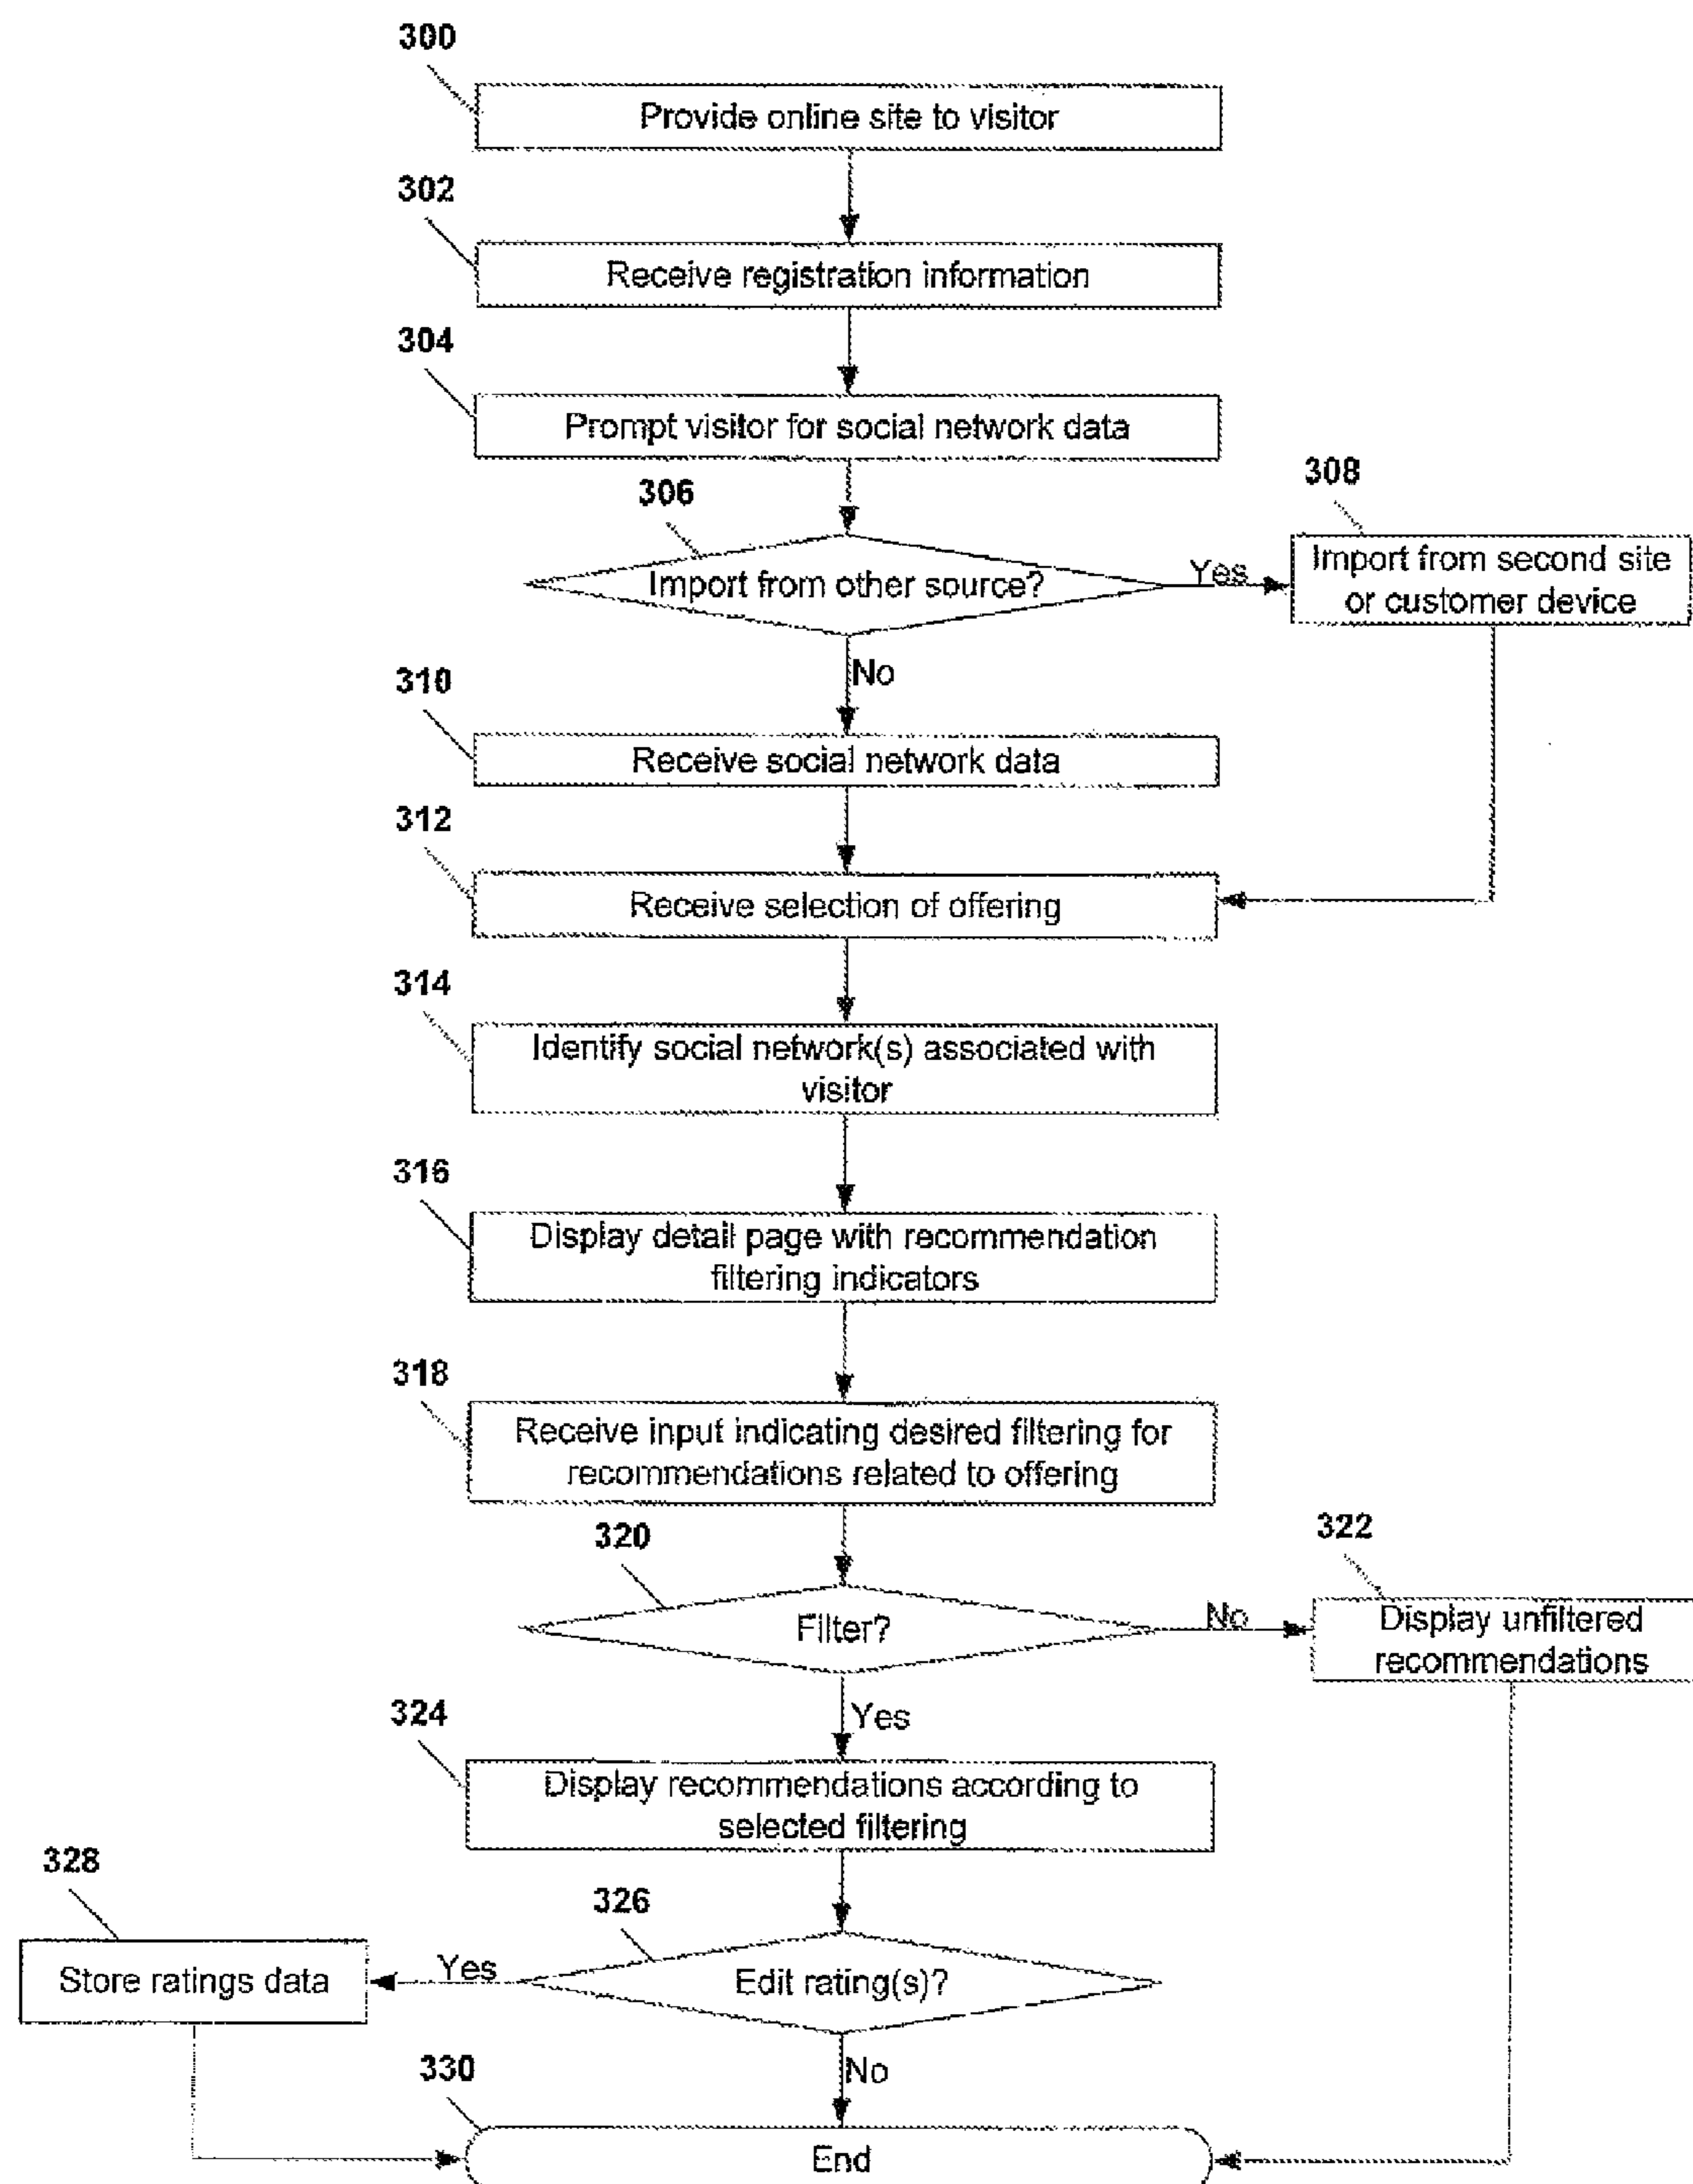 300
Provide online site to visitor
302
Receive registration information
304
Prompt visitor for social network data
306
Import from other source?
Yes
308
Import from second site
or customer device
No
310
Receive social network data
312
Receive selection of offering
314
Identify social network(s) associated with
visitor
316
Display detail page with recommendation
filtering indicators
318
Receive input indicating desired filtering for
recommendations related to offering
320
Filter?
No
322
Display unfiltered
recommendations
Yes
324
Display recommendations according to
selected filtering
326
Edit rating(s)?
Yes
328
Store ratings data
No
330
End